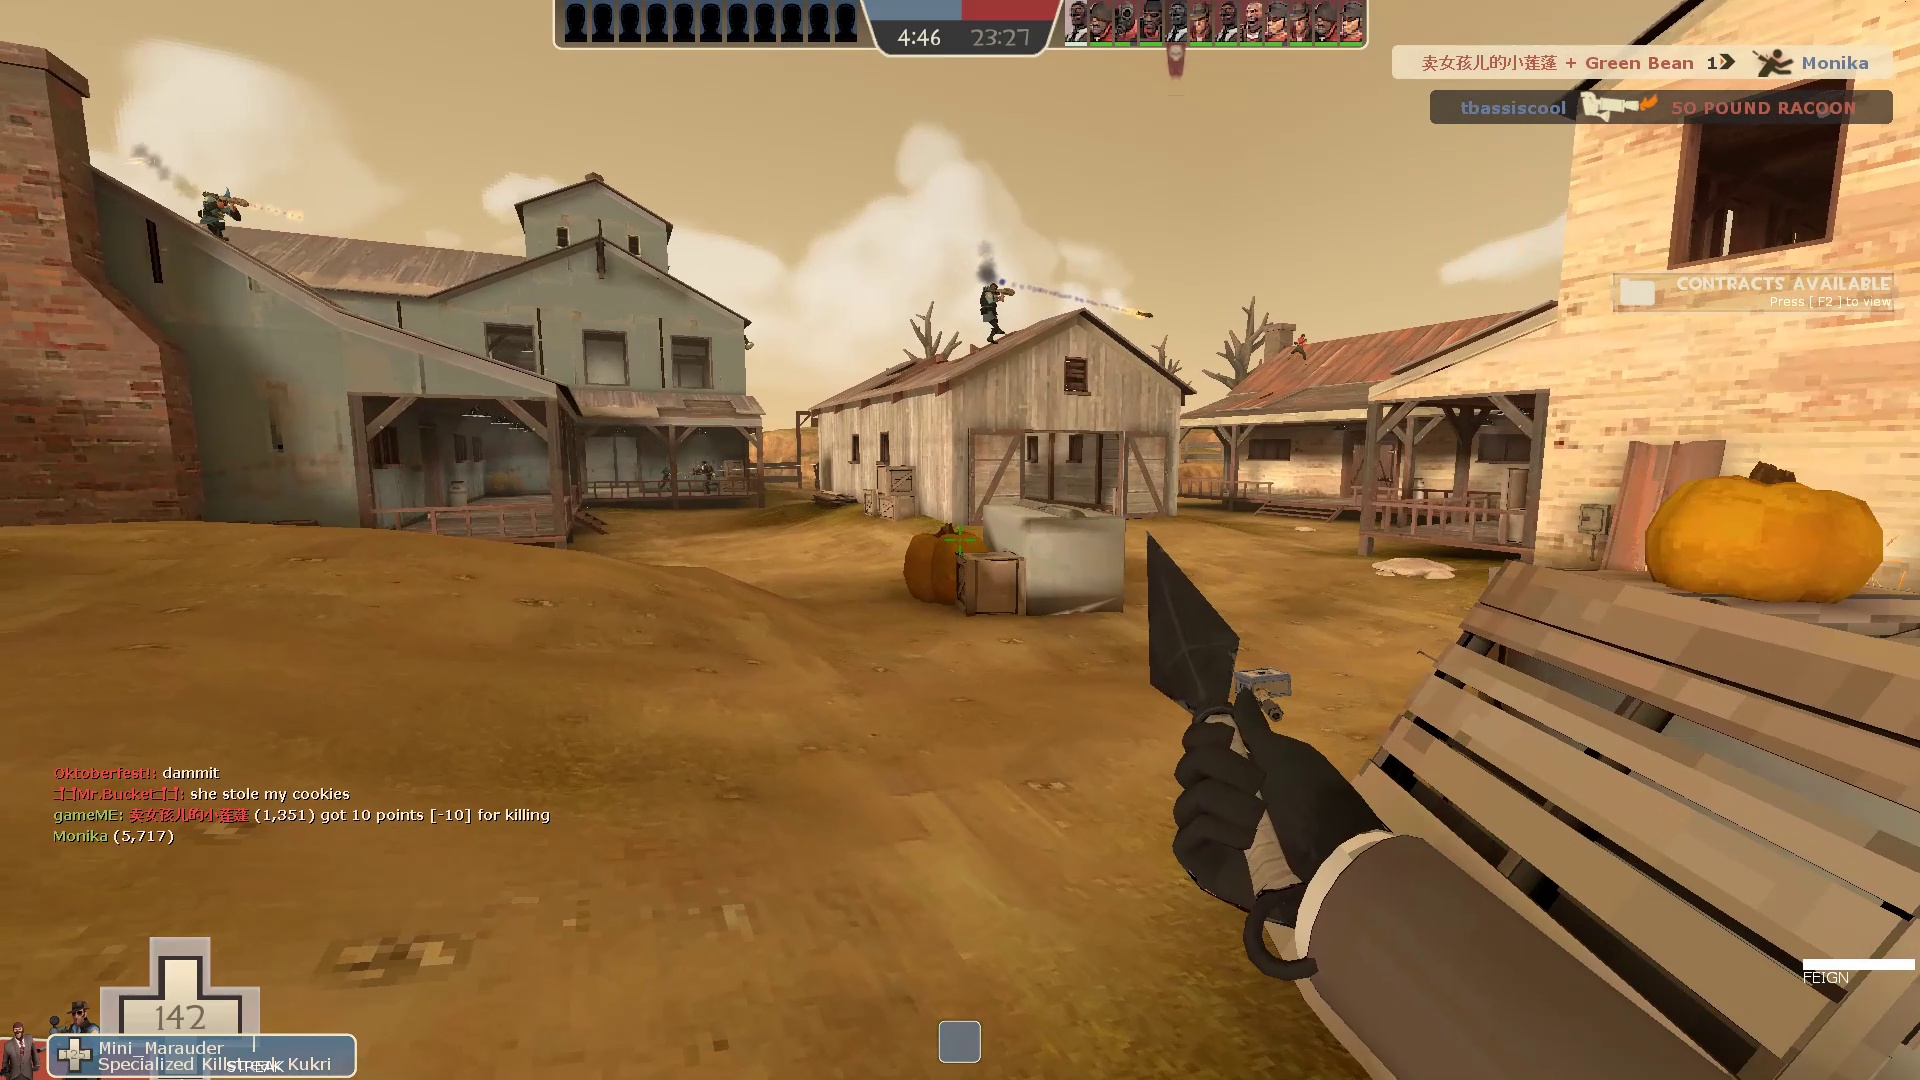 4:46 23:27
卖女孩儿的小莲蓬 + Green Bean 1 Monika
tbassiscool 50 POUND RACOON
CONTRACTS AVAILABLE
Press [ F2 ] to view
Oktoberfest!: dammit
Mr.Bucket: she stole my cookies
gameME: 卖女孩儿的小莲蓬 (1,351) got 10 points [-10] for killing
Monika (5,717)
FEIGN
142
125
Mini_Marauder
Specialized Killstreak Kukri
STREAK